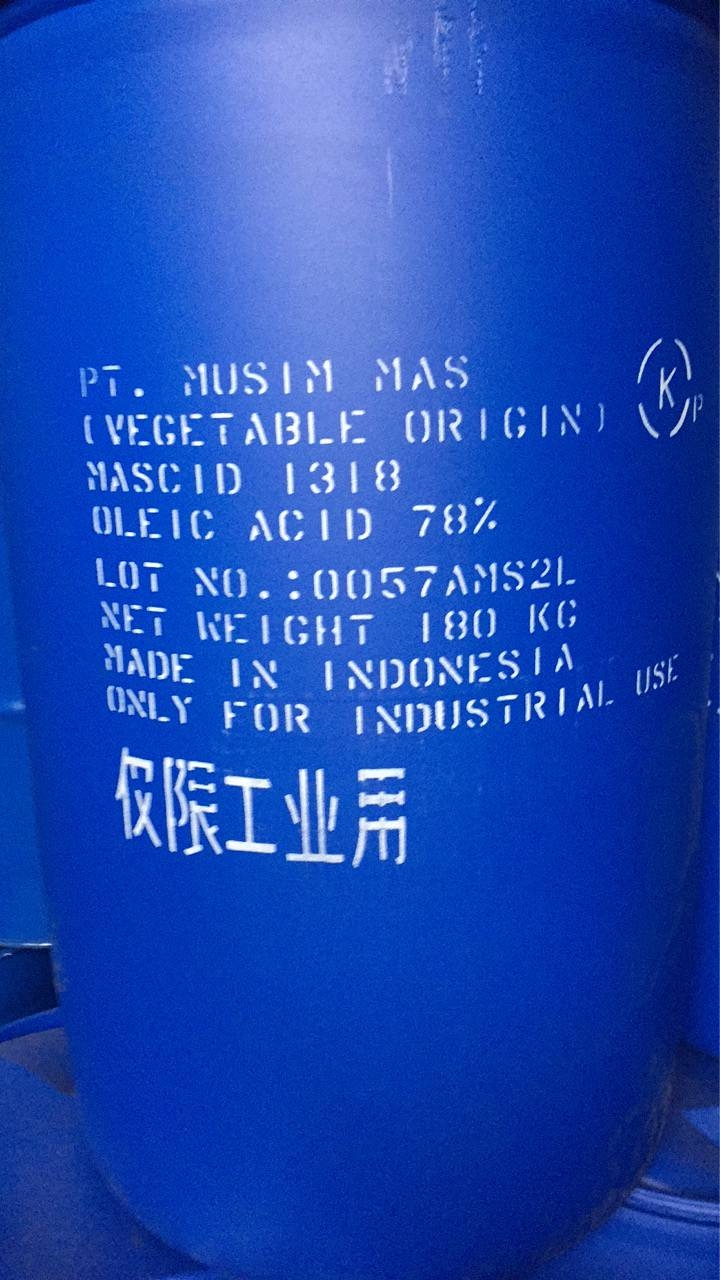 PT. MUSIM MAS
(VEGETABLE ORIGIN) K P
MASCID 1318
OLEIC ACID 78%
LOT NO.:0057AMS2L
NET WEIGHT 180 KG
MADE IN INDONESIA
ONLY FOR INDUSTRIAL USE
仅限工业用